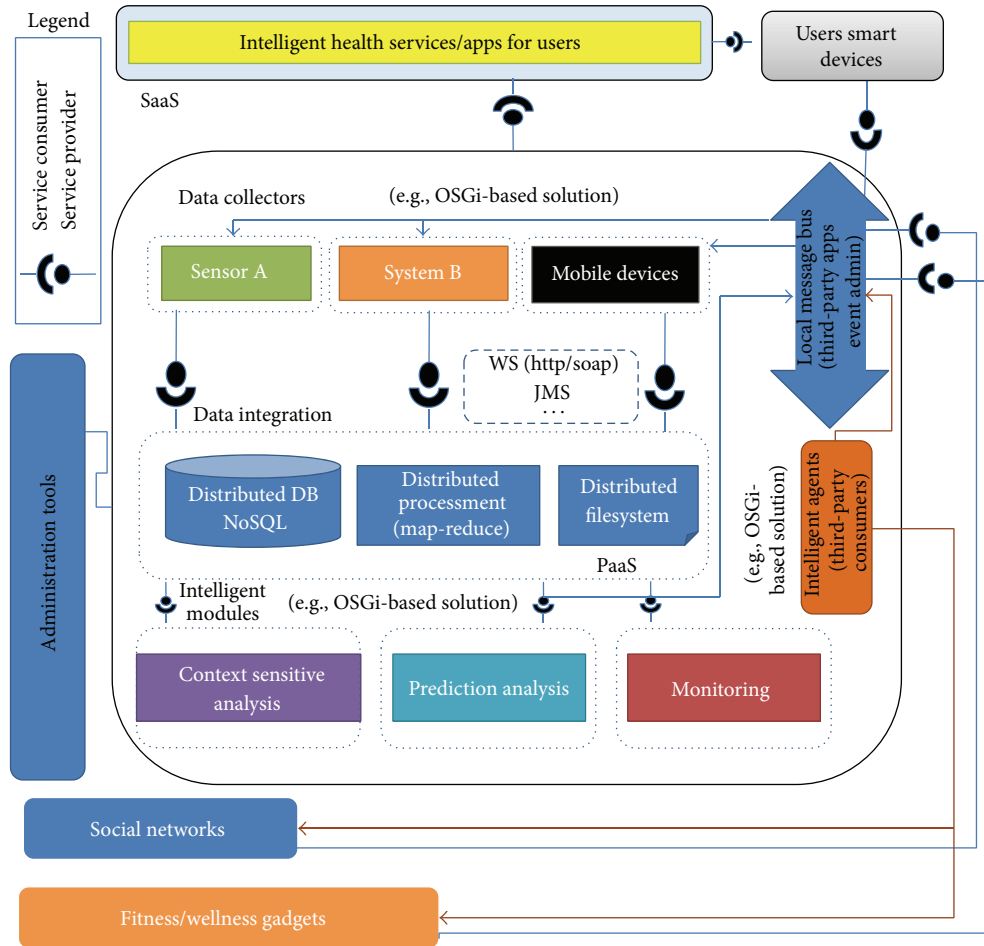 Legend
Service consumer
Service provider
Intelligent health services/apps for users
SaaS
Users smart
devices
Data collectors
(e.g., OSGi-based solution)
Sensor A
System B
Mobile devices
Local message bus
(third-party apps
event admin)
WS (http/soap)
JMS
. . .
Data integration
Distributed DB
NoSQL
Distributed
processment
(map-reduce)
Distributed
filesystem
PaaS
(e.g., OSGi-
based solution)
Intelligent agents
(third-party
consumers)
Administration tools
Intelligent
modules
(e.g., OSGi-based solution)
Context sensitive
analysis
Prediction analysis
Monitoring
Social networks
Fitness/wellness gadgets